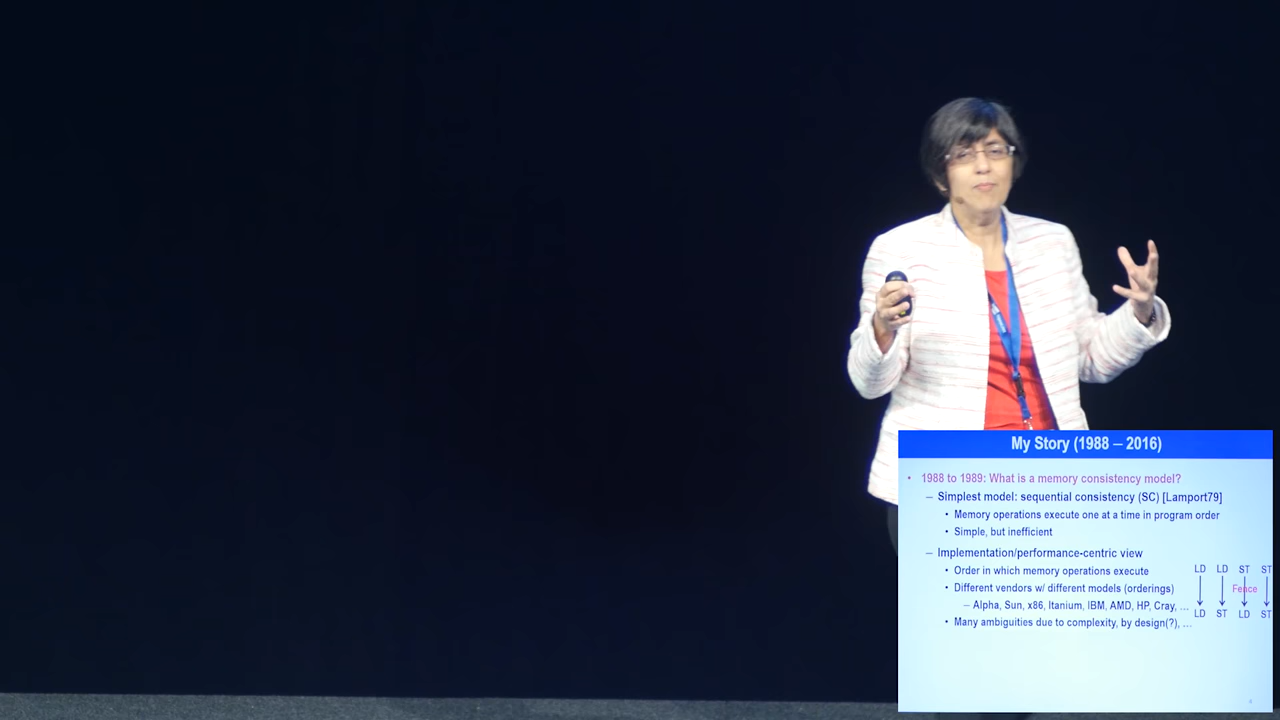 My Story (1988 – 2016)
• 1988 to 1989: What is a memory consistency model?
– Simplest model: sequential consistency (SC) [Lamport79]
• Memory operations execute one at a time in program order
• Simple, but inefficient
– Implementation/performance-centric view
• Order in which memory operations execute
• Different vendors w/ different models (orderings)
– Alpha, Sun, x86, Itanium, IBM, AMD, HP, Cray, …
• Many ambiguities due to complexity, by design(?), …
LD LD ST ST
Fence
LD ST LD ST